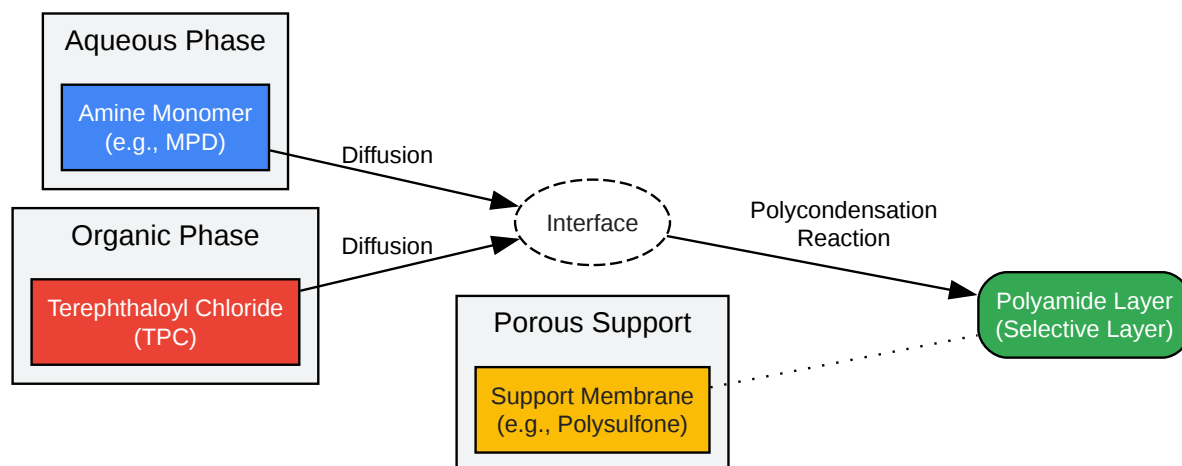 Aqueous Phase
Amine Monomer
(e.g., MPD)
Diffusion
Organic Phase
Terephthaloyl Chloride
(TPC)
Diffusion
Interface
Polycondensation
Reaction
Porous Support
Support Membrane
(e.g., Polysulfone)
Polyamide Layer
(Selective Layer)